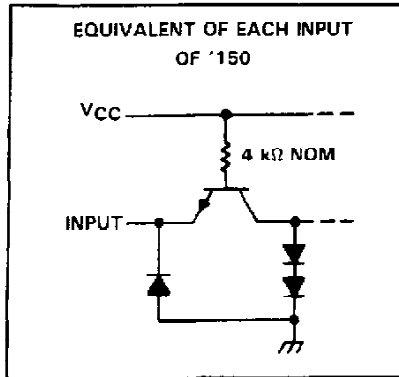 EQUIVALENT OF EACH INPUT
OF '150
VCC
4 kΩ NOM
INPUT